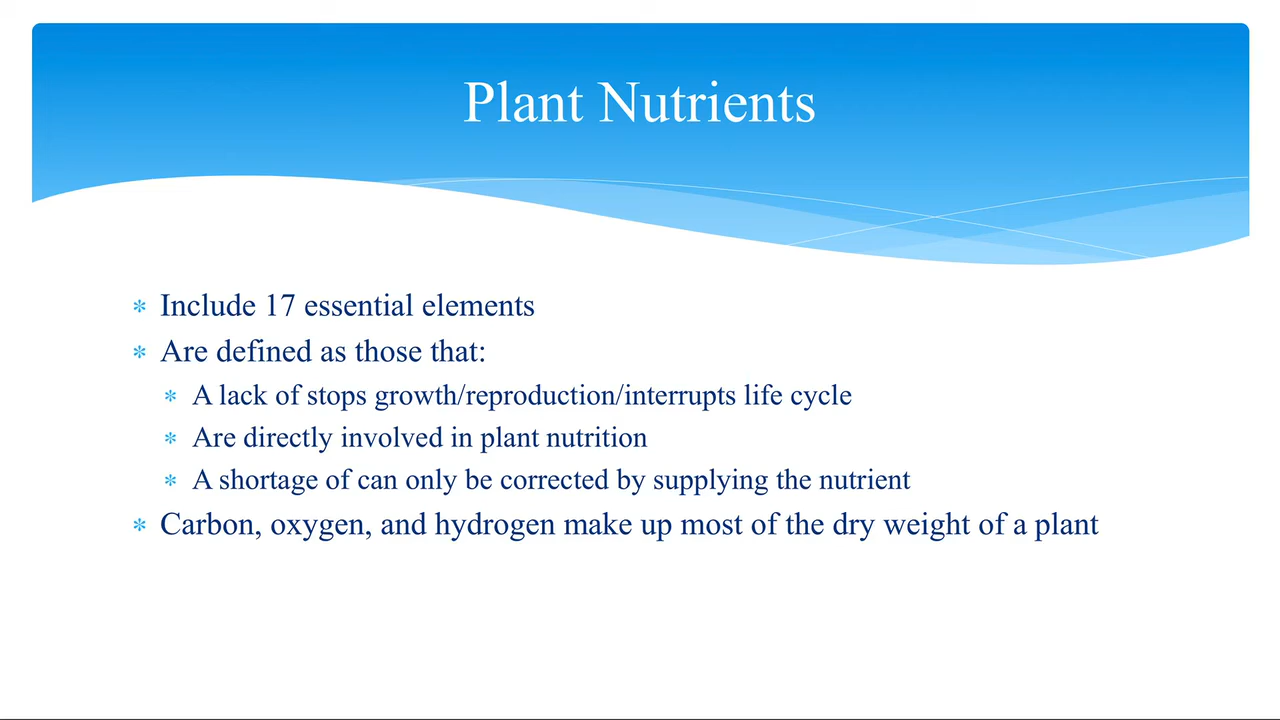 Plant Nutrients
* Include 17 essential elements
* Are defined as those that:
* A lack of stops growth/reproduction/interrupts life cycle
* Are directly involved in plant nutrition
* A shortage of can only be corrected by supplying the nutrient
* Carbon, oxygen, and hydrogen make up most of the dry weight of a plant